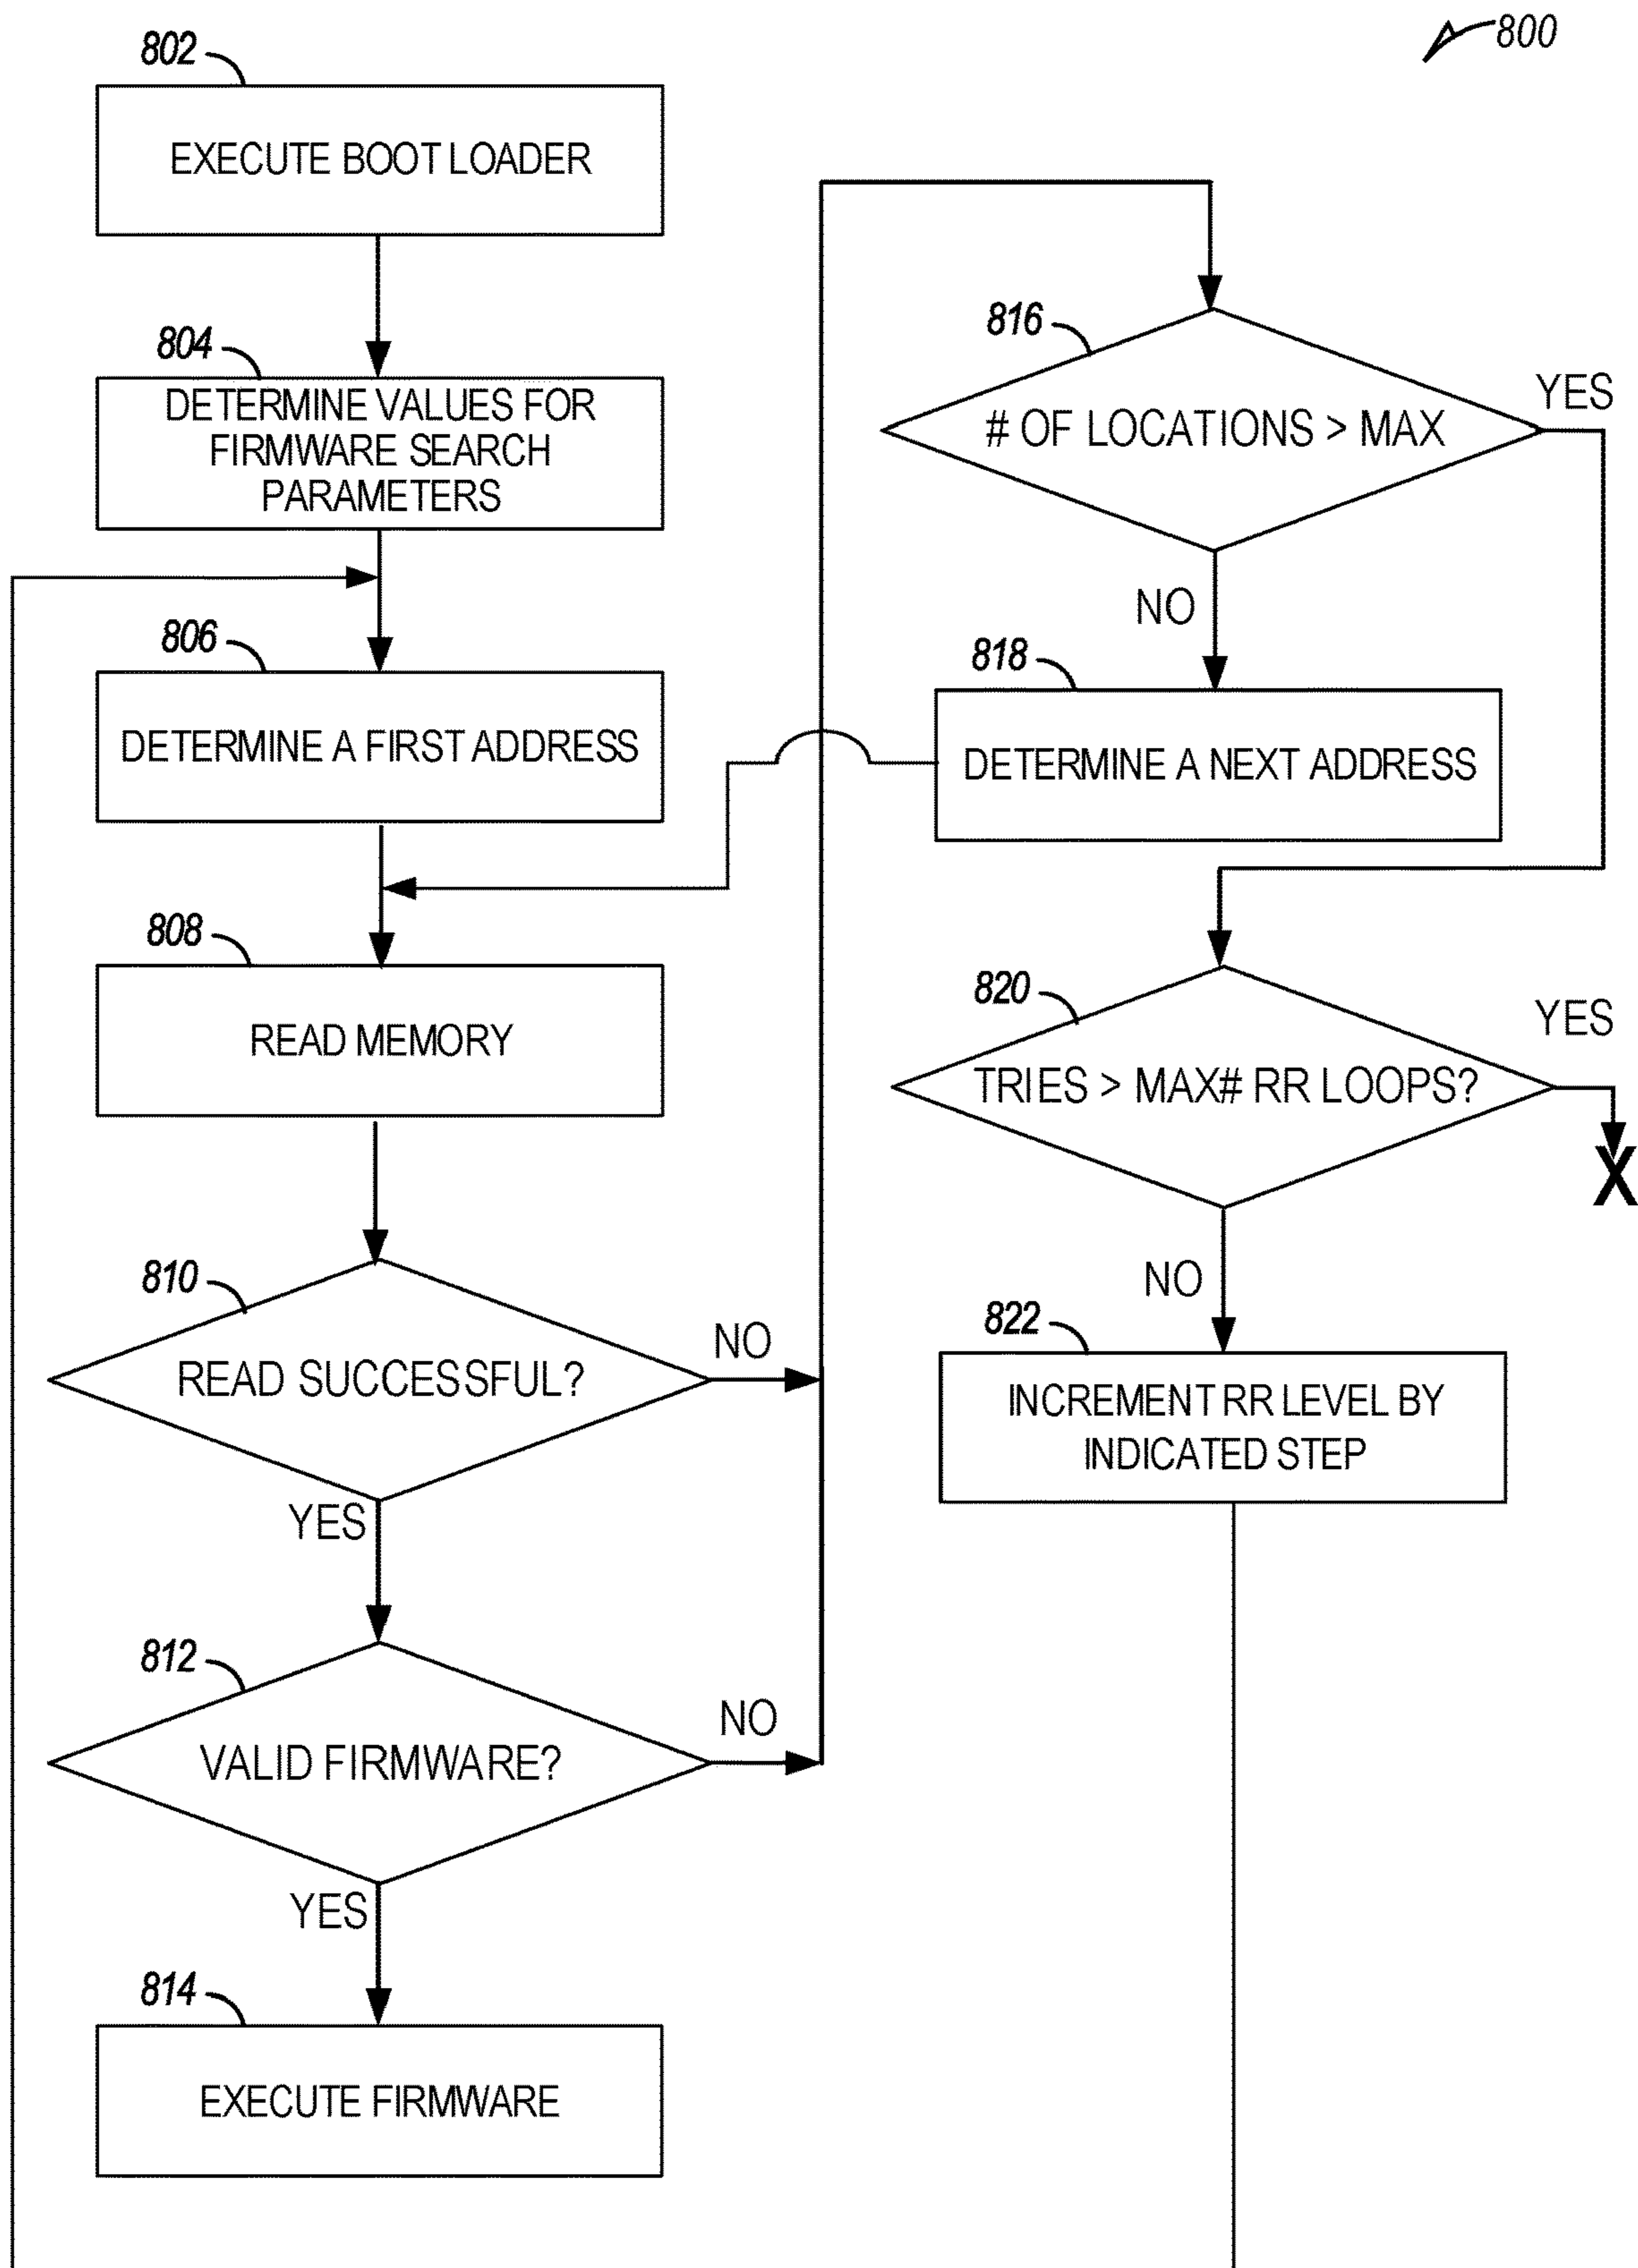 800
802
EXECUTE BOOT LOADER
804
DETERMINE VALUES FOR
FIRMWARE SEARCH
PARAMETERS
806
DETERMINE A FIRST ADDRESS
808
READ MEMORY
810
READ SUCCESSFUL?
NO
YES
812
VALID FIRMWARE?
NO
YES
814
EXECUTE FIRMWARE
816
# OF LOCATIONS > MAX
YES
NO
818
DETERMINE A NEXT ADDRESS
820
TRIES > MAX# RR LOOPS?
YES
X
NO
822
INCREMENT RR LEVEL BY
INDICATED STEP